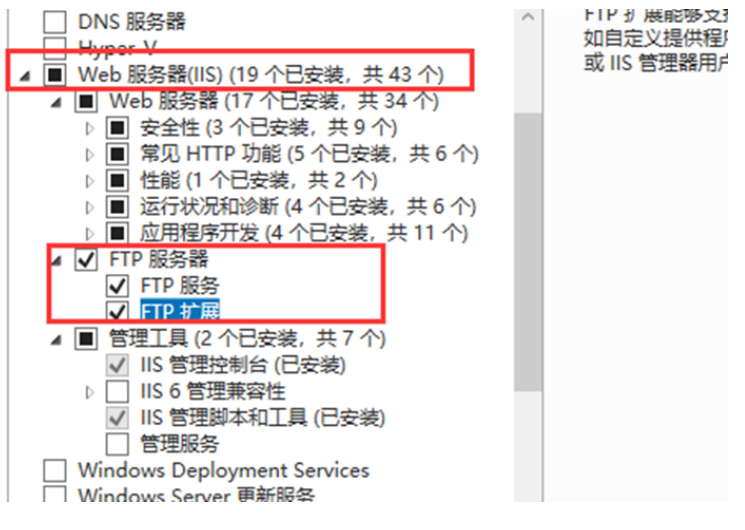 DNS 服务器
Hyper-V
Web 服务器(IIS) (19 个已安装，共 43 个)
Web 服务器 (17 个已安装，共 34 个)
安全性 (3 个已安装，共 9 个)
常见 HTTP 功能 (5 个已安装，共 6 个)
性能 (1 个已安装，共 2 个)
运行状况和诊断 (4 个已安装，共 6 个)
应用程序开发 (4 个已安装，共 11 个)
FTP 服务器
FTP 服务
FTP 扩展
管理工具 (2 个已安装，共 7 个)
IIS 管理控制台 (已安装)
IIS 6 管理兼容性
IIS 管理脚本和工具 (已安装)
管理服务
Windows Deployment Services
Windows Server 更新服务
FTP 扩展能够支
如自定义提供程
或 IIS 管理器用